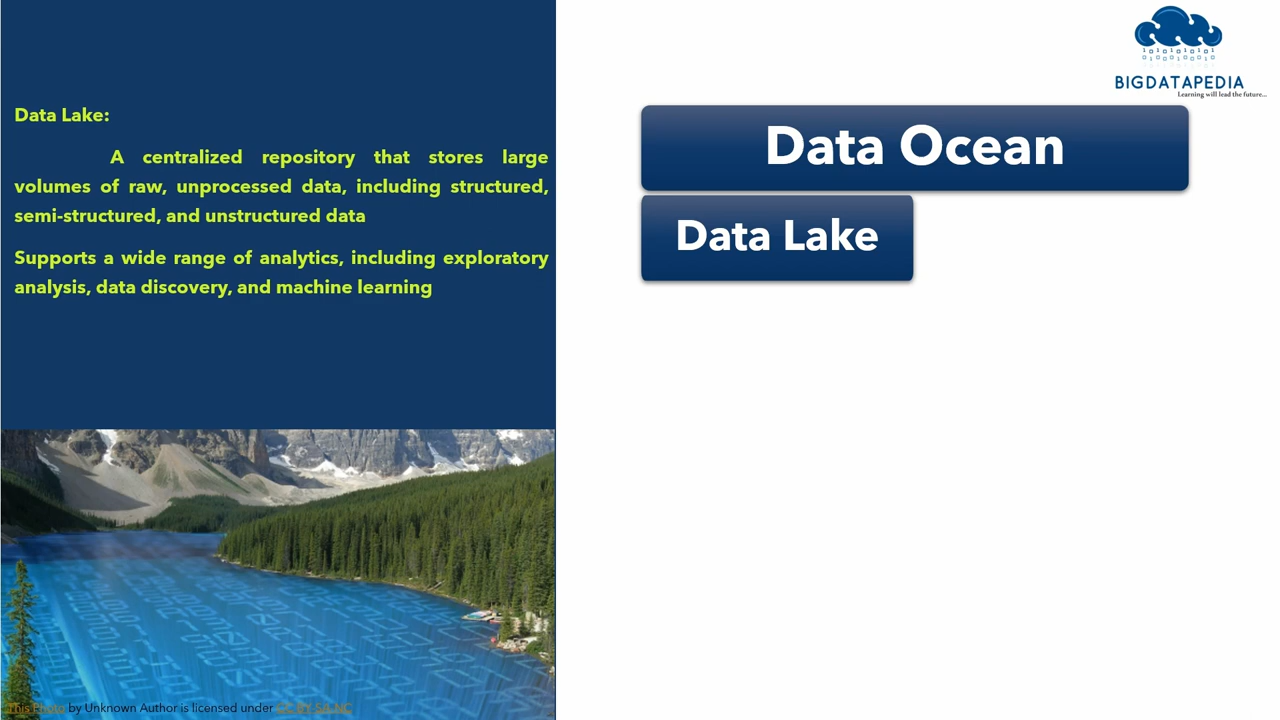 Data Lake:
A centralized repository that stores large
volumes of raw, unprocessed data, including structured,
semi-structured, and unstructured data
Supports a wide range of analytics, including exploratory
analysis, data discovery, and machine learning
This Photo by Unknown Author is licensed under CC BY-SA-NC
BIGDATAPEDIA
Learning will lead the future...
Data Ocean
Data Lake